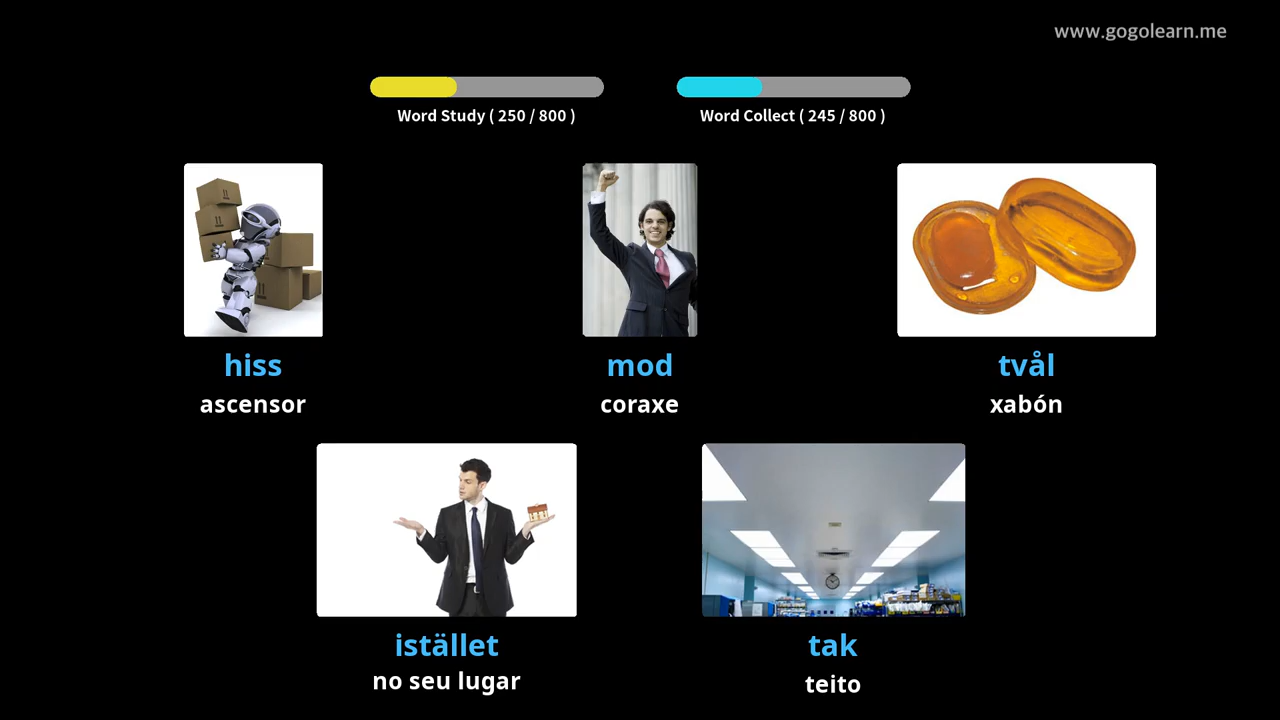 www.gogolearn.me
Word Study ( 250 / 800 )
Word Collect ( 245 / 800 )
hiss
ascensor
mod
coraxe
tvål
xabón
istället
no seu lugar
tak
teito